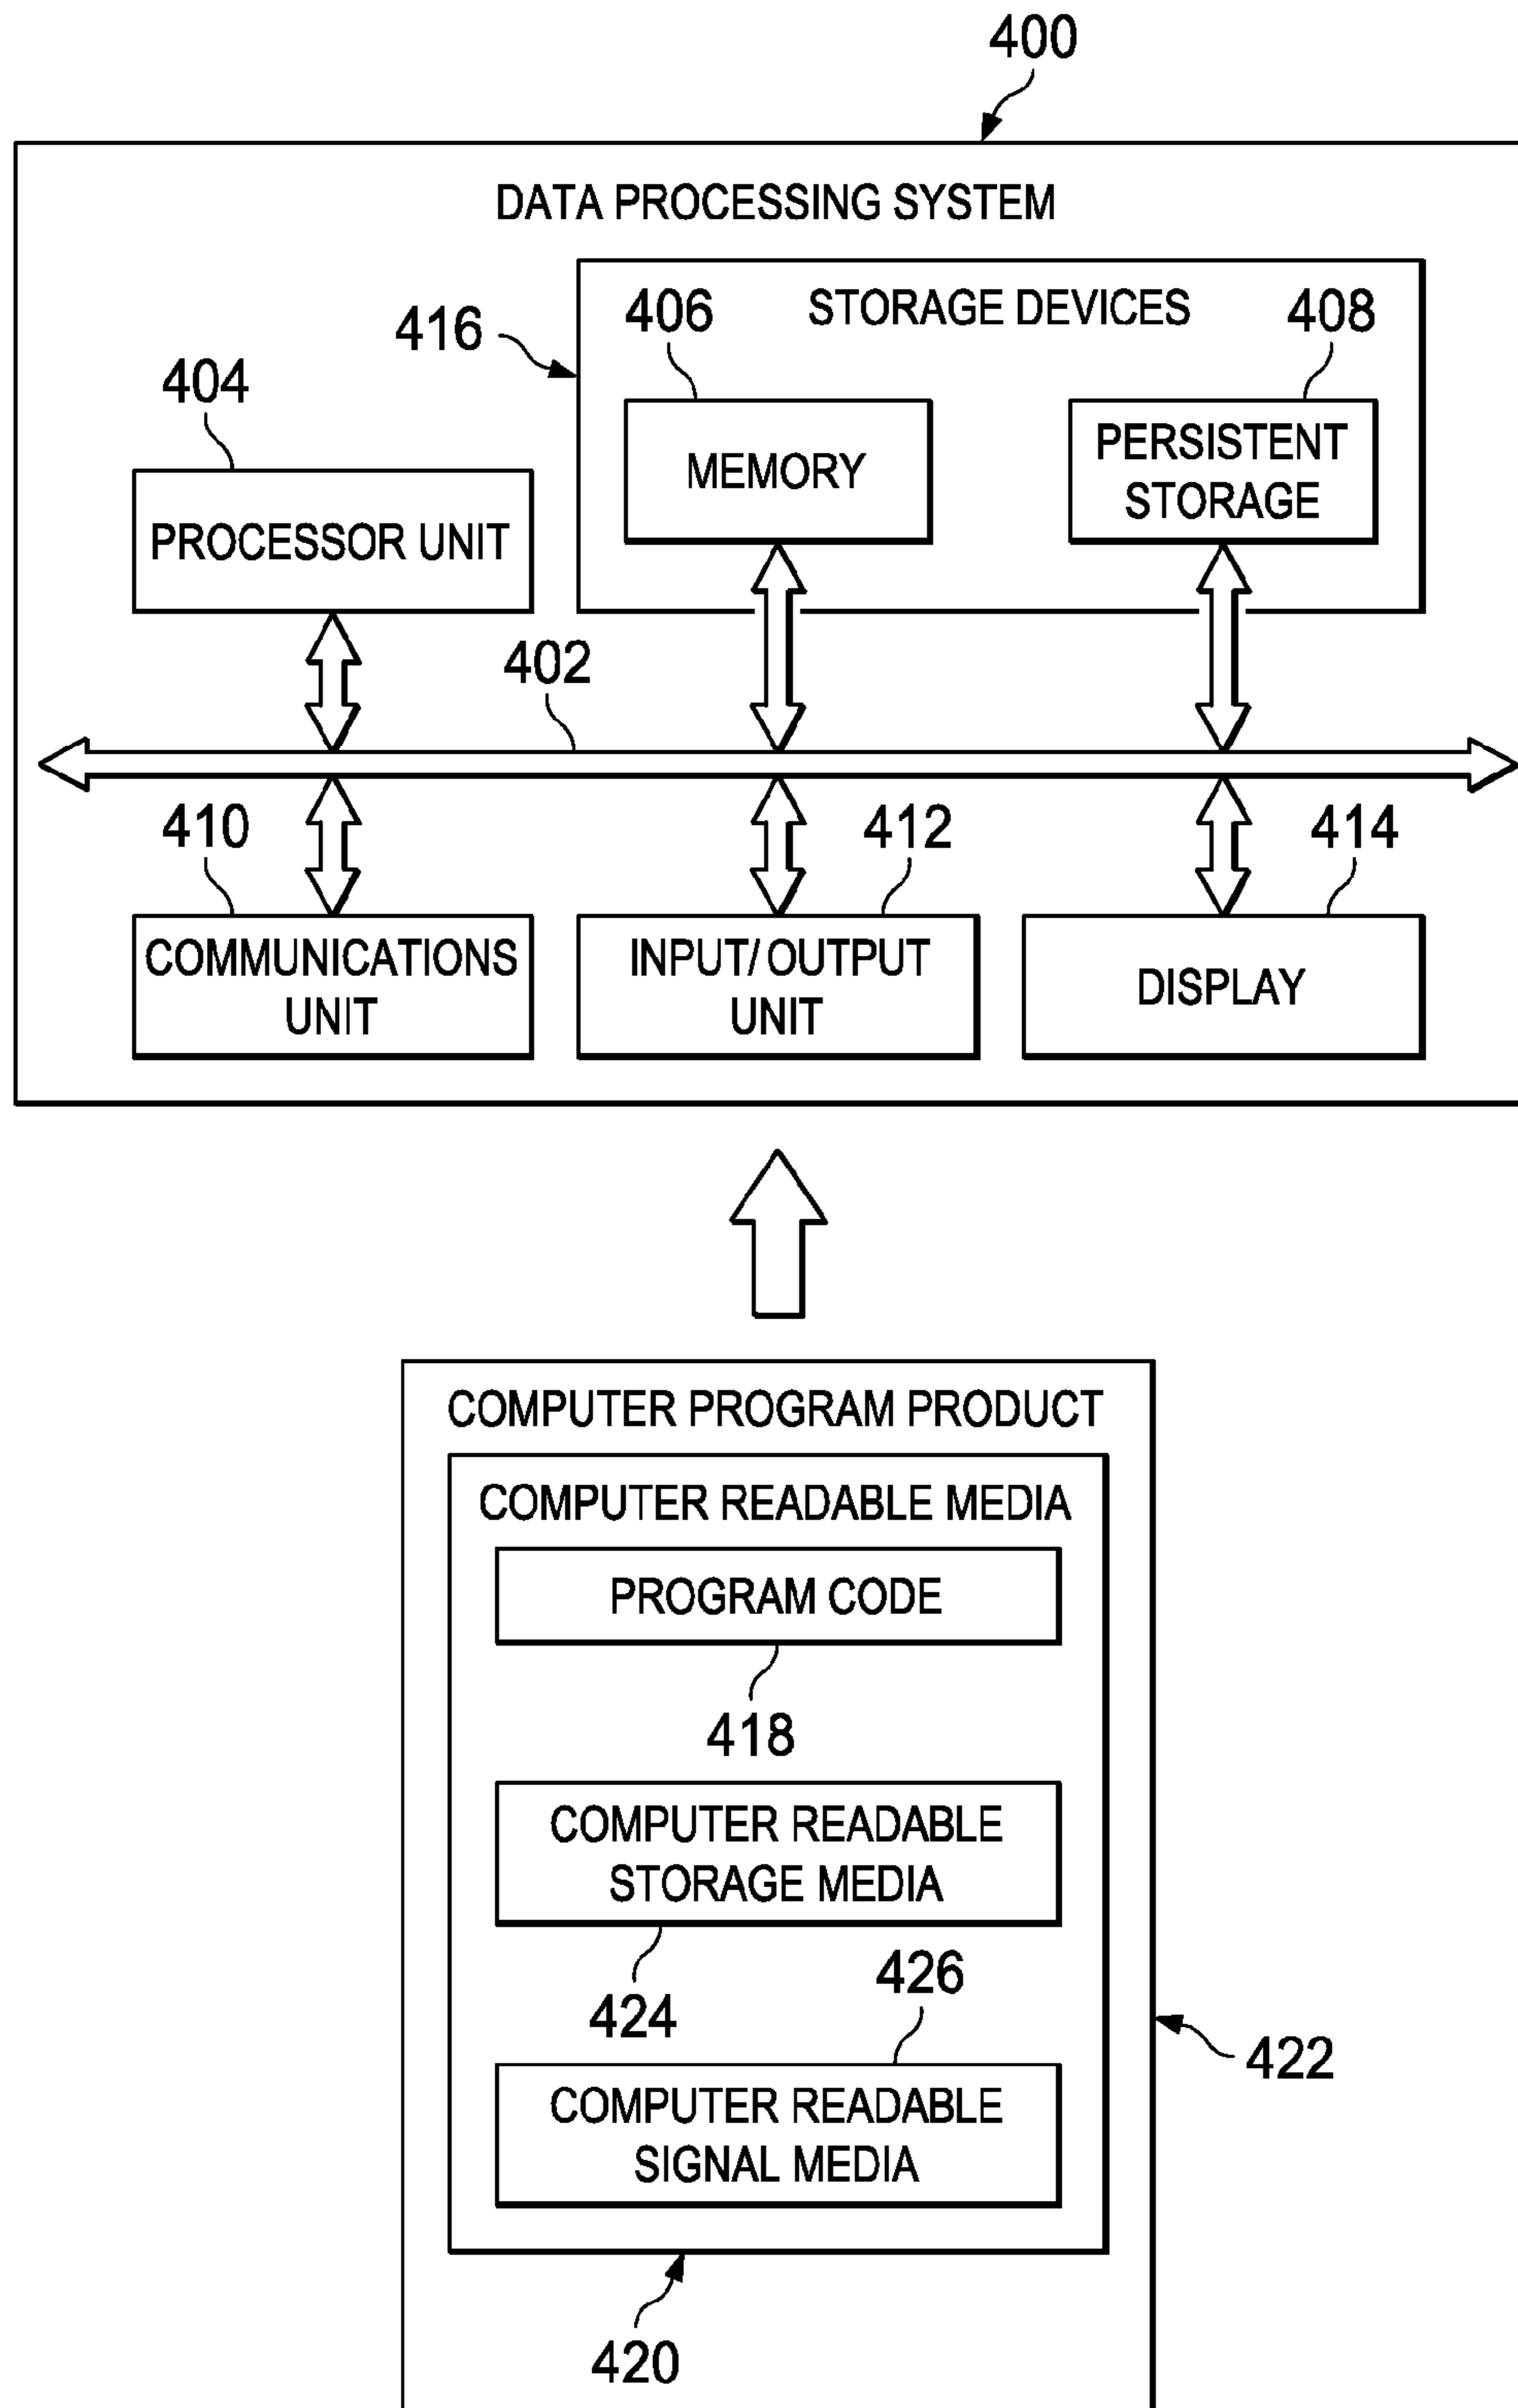 400
DATA PROCESSING SYSTEM
STORAGE DEVICES
416
406
408
404
MEMORY
PERSISTENT
STORAGE
PROCESSOR UNIT
402
410
412
414
COMMUNICATIONS
UNIT
INPUT/OUTPUT
UNIT
DISPLAY
COMPUTER PROGRAM PRODUCT
COMPUTER READABLE MEDIA
PROGRAM CODE
418
COMPUTER READABLE
STORAGE MEDIA
424
426
COMPUTER READABLE
SIGNAL MEDIA
422
420